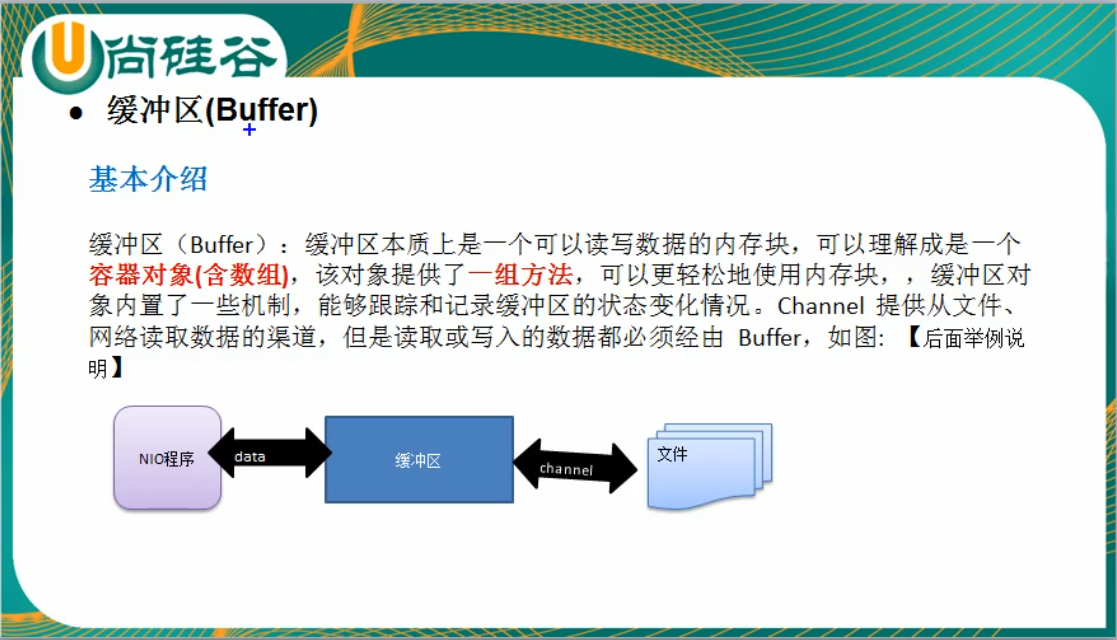 尚硅谷
● 缓冲区(Buffer)
基本介绍
缓冲区（Buffer）：缓冲区本质上是一个可以读写数据的内存块，可以理解成是一个
容器对象(含数组)，该对象提供了一组方法，可以更轻松地使用内存块，，缓冲区对
象内置了一些机制，能够跟踪和记录缓冲区的状态变化情况。Channel 提供从文件、
网络读取数据的渠道，但是读取或写入的数据都必须经由 Buffer，如图: 【后面举例说
明】
NIO程序
data
缓冲区
channel
文件